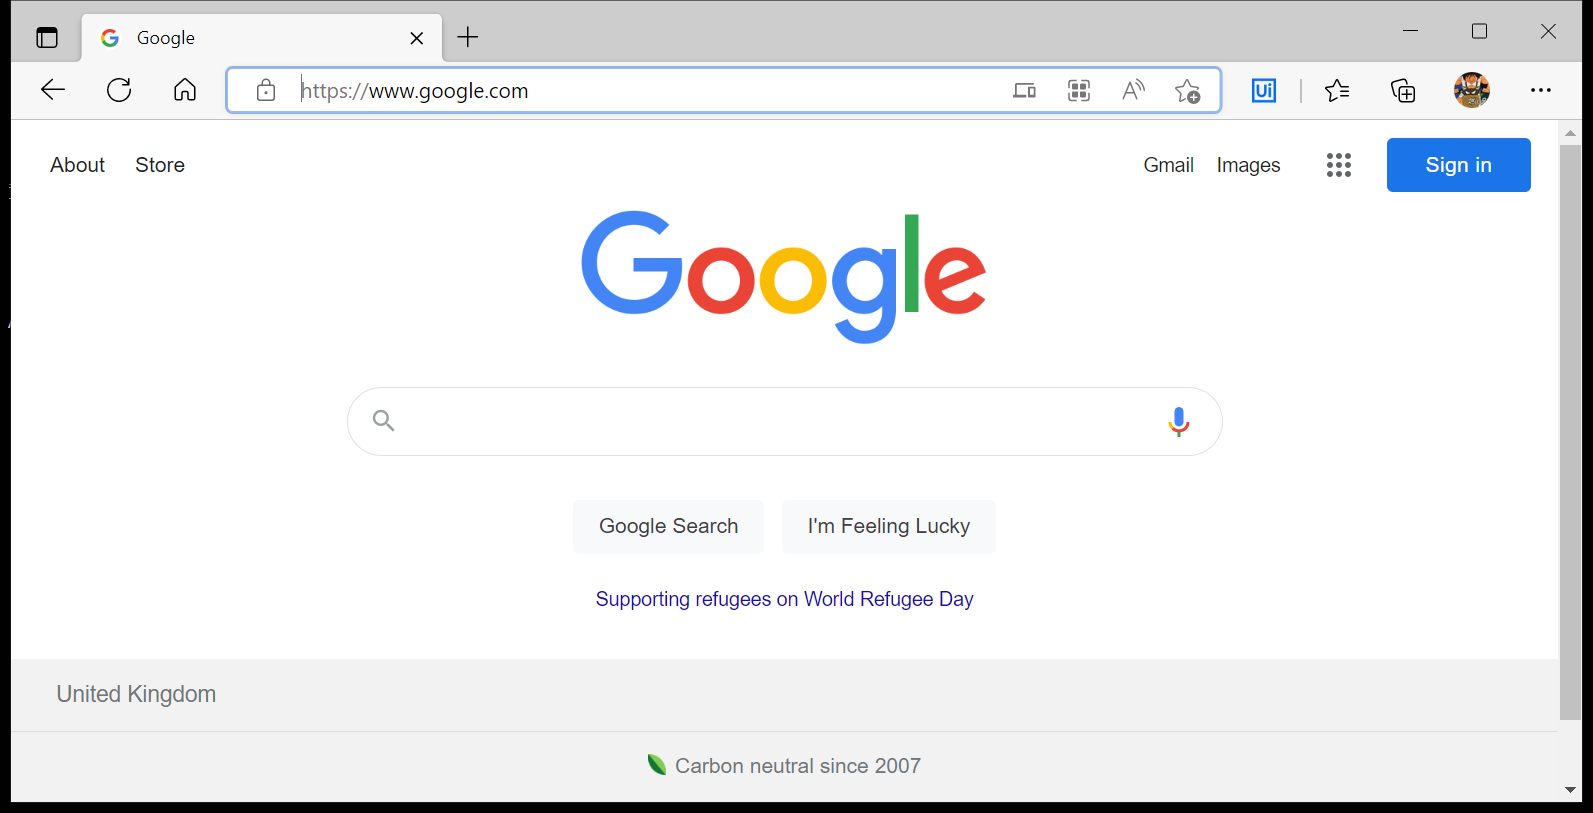 Google
https://www.google.com
Ui
About Store
Gmail Images Sign in
Google
Google Search I'm Feeling Lucky
Supporting refugees on World Refugee Day
United Kingdom
Carbon neutral since 2007